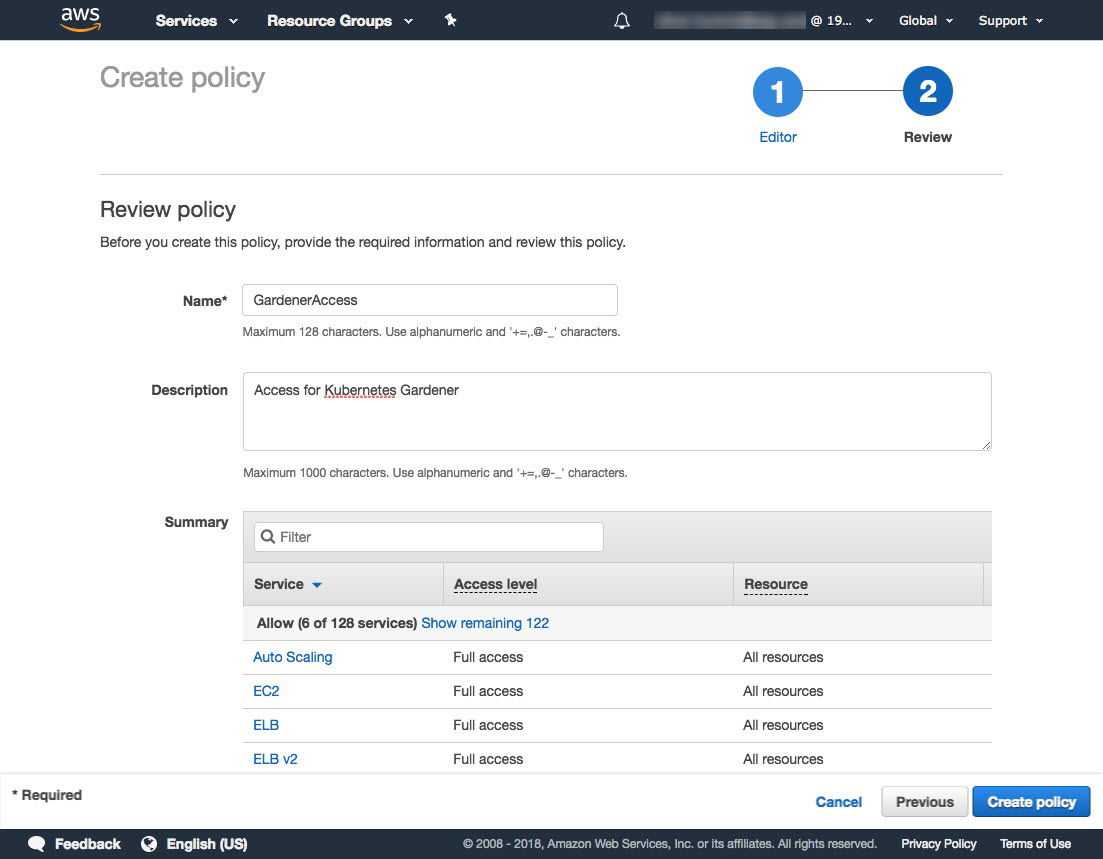 aws Services Resource Groups @ 19... Global Support
Create policy
1 2
Editor Review
Review policy
Before you create this policy, provide the required information and review this policy.
Name* GardenerAccess
Maximum 128 characters. Use alphanumeric and '+=,.@-_' characters.
Description Access for Kubernetes Gardener
Maximum 1000 characters. Use alphanumeric and '+=,.@-_' characters.
Summary Filter
Service Access level Resource
Allow (6 of 128 services) Show remaining 122
Auto Scaling Full access All resources
EC2 Full access All resources
ELB Full access All resources
ELB v2 Full access All resources
* Required Cancel Previous Create policy
Feedback English (US) © 2008 - 2018, Amazon Web Services, Inc. or its affiliates. All rights reserved. Privacy Policy Terms of Use